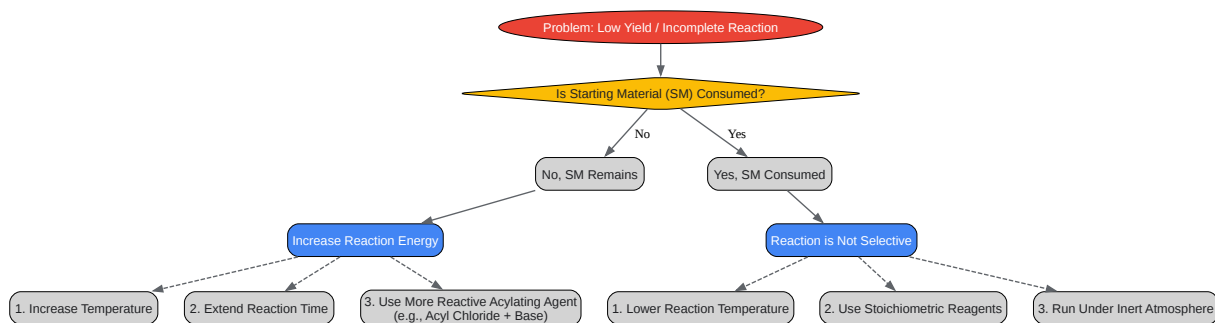 Problem: Low Yield / Incomplete Reaction
Is Starting Material (SM) Consumed?
No
Yes
No, SM Remains
Yes, SM Consumed
Increase Reaction Energy
Reaction is Not Selective
1. Increase Temperature
2. Extend Reaction Time
3. Use More Reactive Acylating Agent
(e.g., Acyl Chloride + Base)
1. Lower Reaction Temperature
2. Use Stoichiometric Reagents
3. Run Under Inert Atmosphere